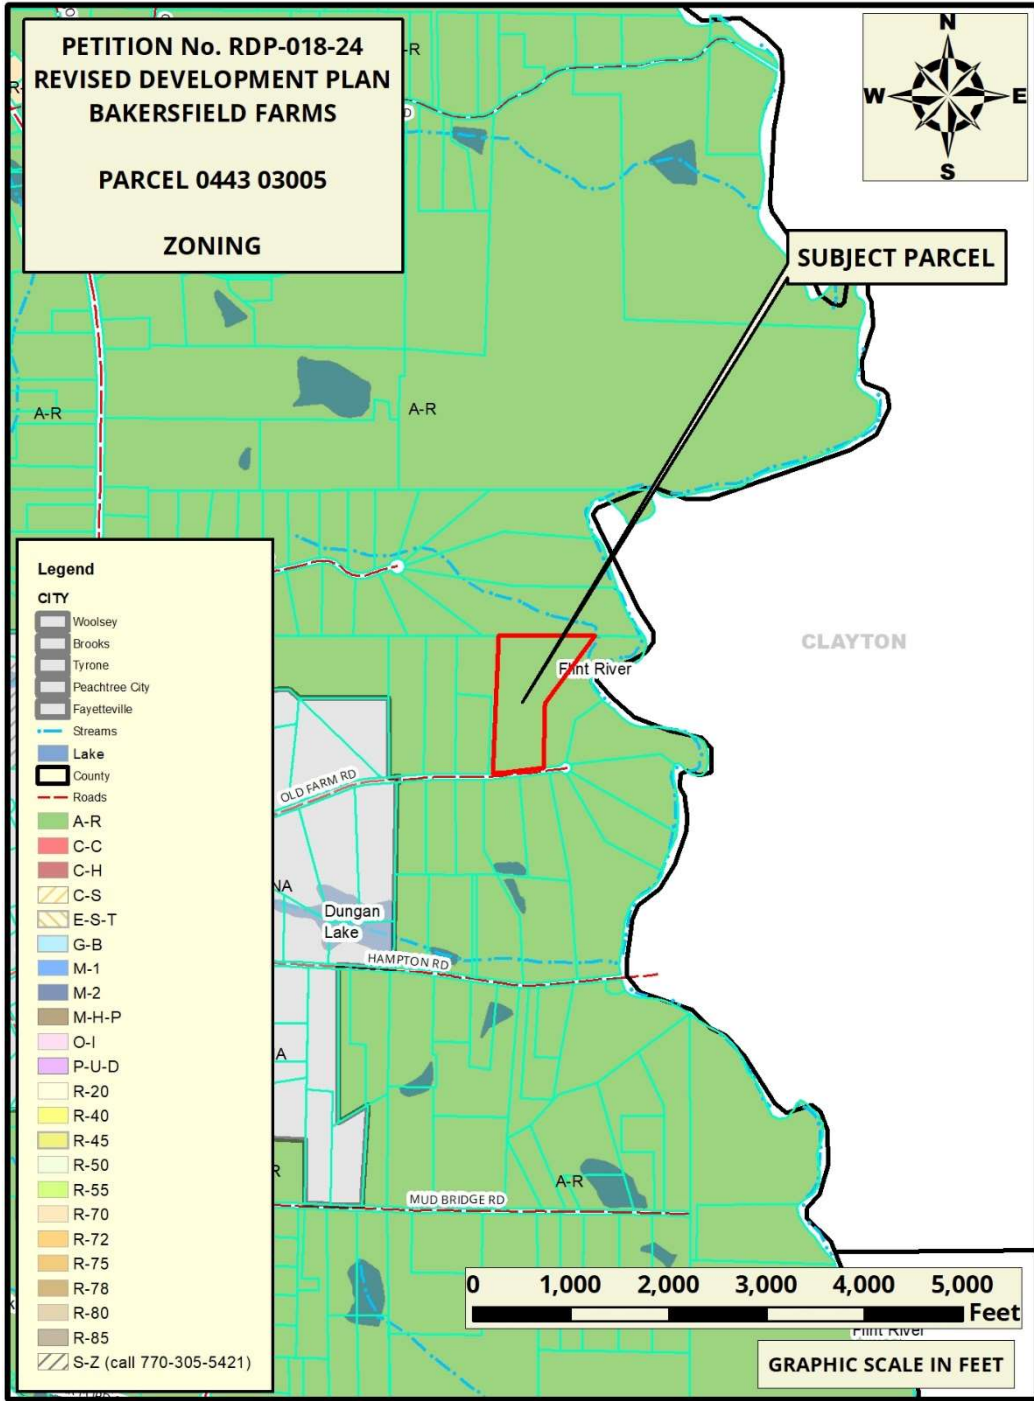 PETITION No. RDP-018-24
REVISED DEVELOPMENT PLAN
BAKERSFIELD FARMS
PARCEL 0443 03005
ZONING
N
W E
S
SUBJECT PARCEL
A-R
A-R
CLAYTON
Flint River
OLD FARM RD
Dungan
Lake
HAMPTON RD
A-R
MUD BRIDGE RD
Legend
CITY
Woolsey
Brooks
Tyrone
Peachtree City
Fayetteville
Streams
Lake
County
Roads
A-R
C-C
C-H
C-S
E-S-T
G-B
M-1
M-2
M-H-P
O-I
P-U-D
R-20
R-40
R-45
R-50
R-55
R-70
R-72
R-75
R-78
R-80
R-85
S-Z (call 770-305-5421)
0 1,000 2,000 3,000 4,000 5,000
Feet
Flint River
GRAPHIC SCALE IN FEET